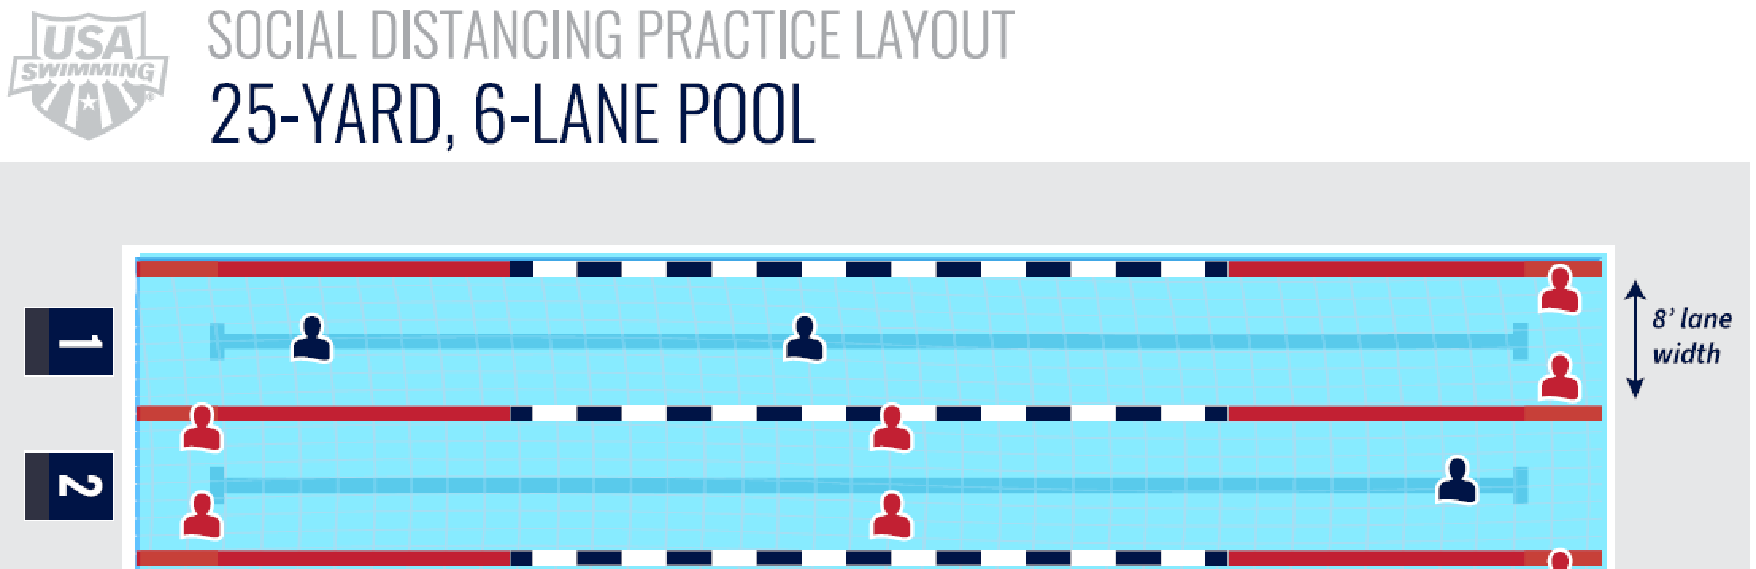 USA
SWIMMING
SOCIAL DISTANCING PRACTICE LAYOUT
25-YARD, 6-LANE POOL
1
8’ lane
width
2